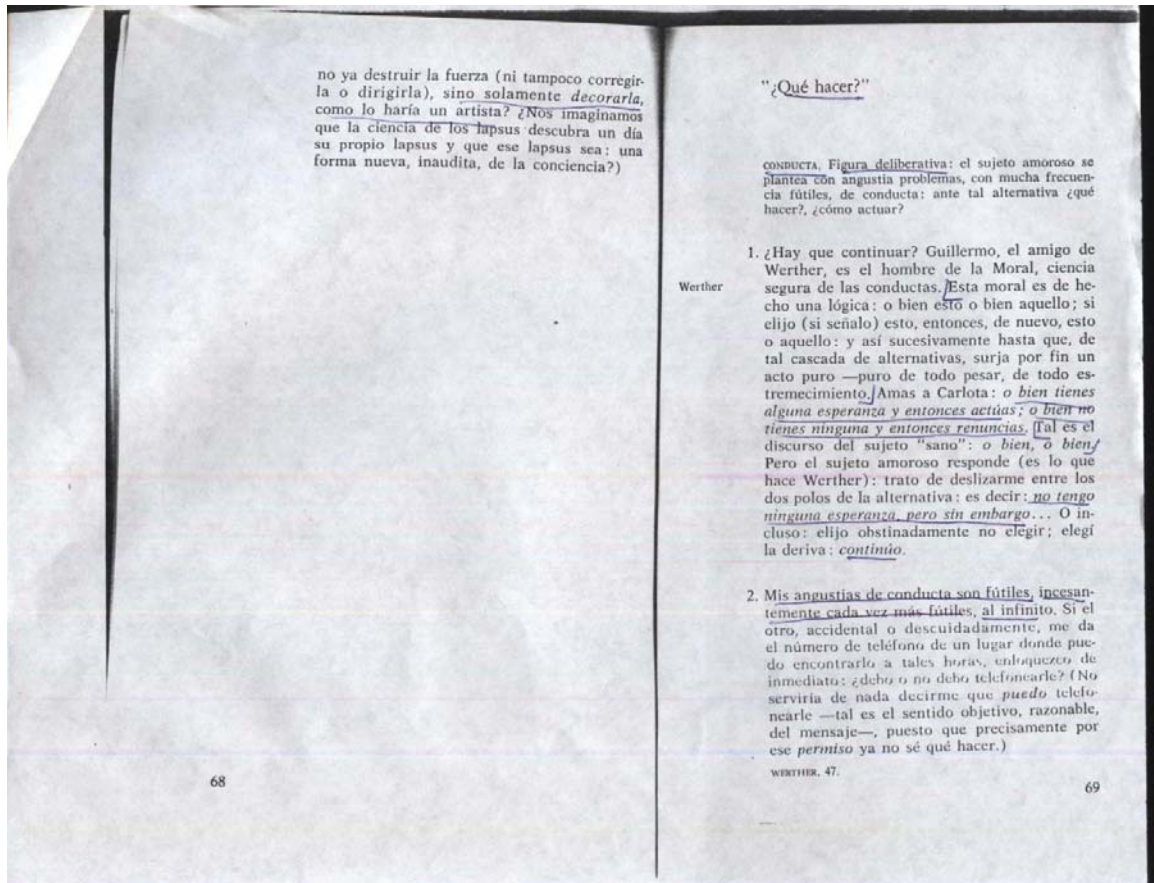 no ya destruir la fuerza (ni tampoco corregir-
la o dirigirla), sino solamente decorarla,
como lo haría un artista? ¿Nos imaginamos
que la ciencia de los lapsus descubra un día
su propio lapsus y que ese lapsus sea: una
forma nueva, inaudita, de la conciencia?)
68
"¿Qué hacer?"
CONDUCTA. Figura deliberativa: el sujeto amoroso se
plantea con angustia problemas, con mucha frecuen-
cia fútiles, de conducta: ante tal alternativa ¿qué
hacer?, ¿cómo actuar?
1. ¿Hay que continuar? Guillermo, el amigo de
Werther, es el hombre de la Moral, ciencia
Werther
segura de las conductas. Esta moral es de he-
cho una lógica: o bien esto o bien aquello; si
elijo (si señalo) esto, entonces, de nuevo, esto
o aquello: y así sucesivamente hasta que, de
tal cascada de alternativas, surja por fin un
acto puro —puro de todo pesar, de todo es-
tremecimiento. Amas a Carlota: o bien tienes
alguna esperanza y entonces actúas; o bien no
tienes ninguna y entonces renuncias. Tal es el
discurso del sujeto "sano": o bien, o bien.
Pero el sujeto amoroso responde (es lo que
hace Werther): trato de deslizarme entre los
dos polos de la alternativa: es decir: no tengo
ninguna esperanza, pero sin embargo... O in-
cluso: elijo obstinadamente no elegir; elegí
la deriva: continúo.
2. Mis angustias de conducta son fútiles, incesan-
temente cada vez más fútiles, al infinito. Si el
otro, accidental o descuidadamente, me da
el número de teléfono de un lugar donde pue-
do encontrarlo a tales horas, enloquezco de
inmediato: ¿debo o no debo telefonearle? (No
serviría de nada decirme que puedo telefo-
nearle —tal es el sentido objetivo, razonable,
del mensaje—, puesto que precisamente por
ese permiso ya no sé qué hacer.)
WERTHER, 47.
69